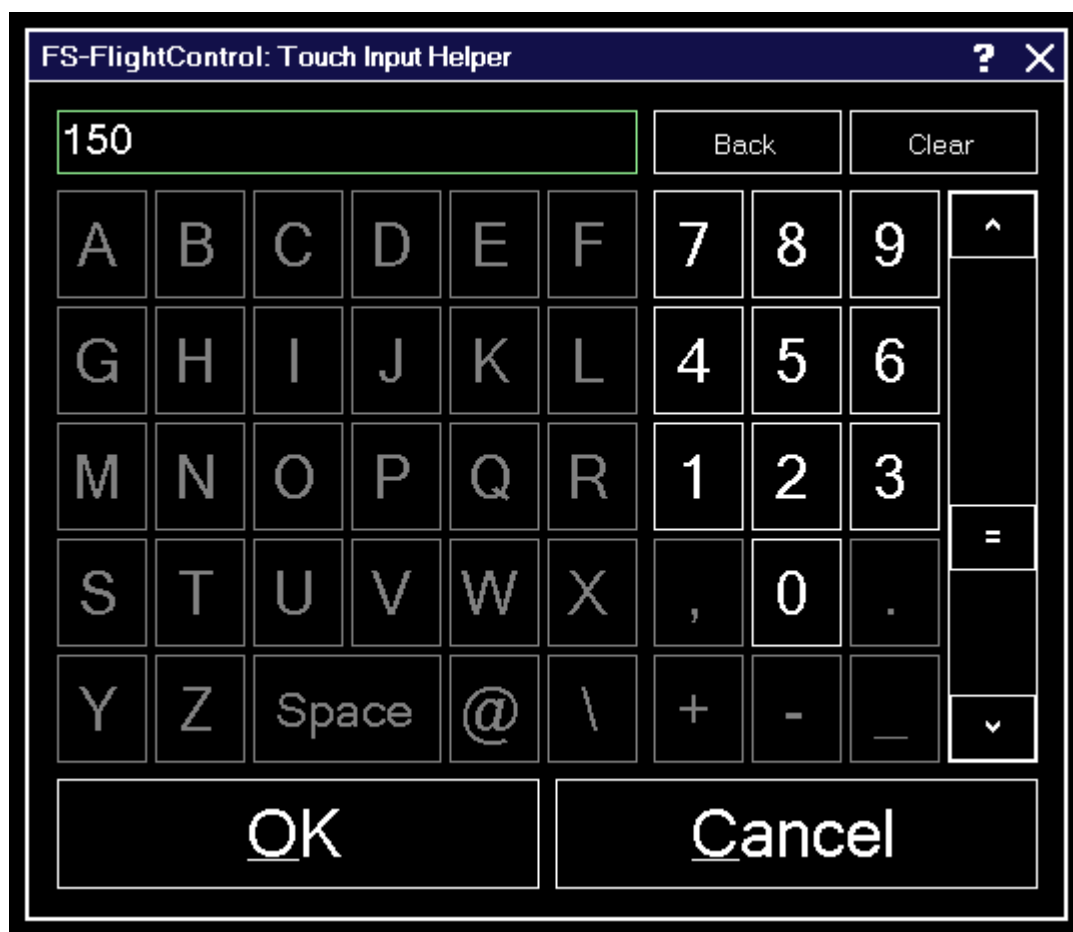 FS-FlightControl: Touch Input Helper ? X
150 Back Clear
A B C D E F 7 8 9 ^
G H I J K L 4 5 6
M N O P Q R 1 2 3
=
S T U V W X , 0 .
Y Z Space @ \ + - _ ⌄
OK Cancel